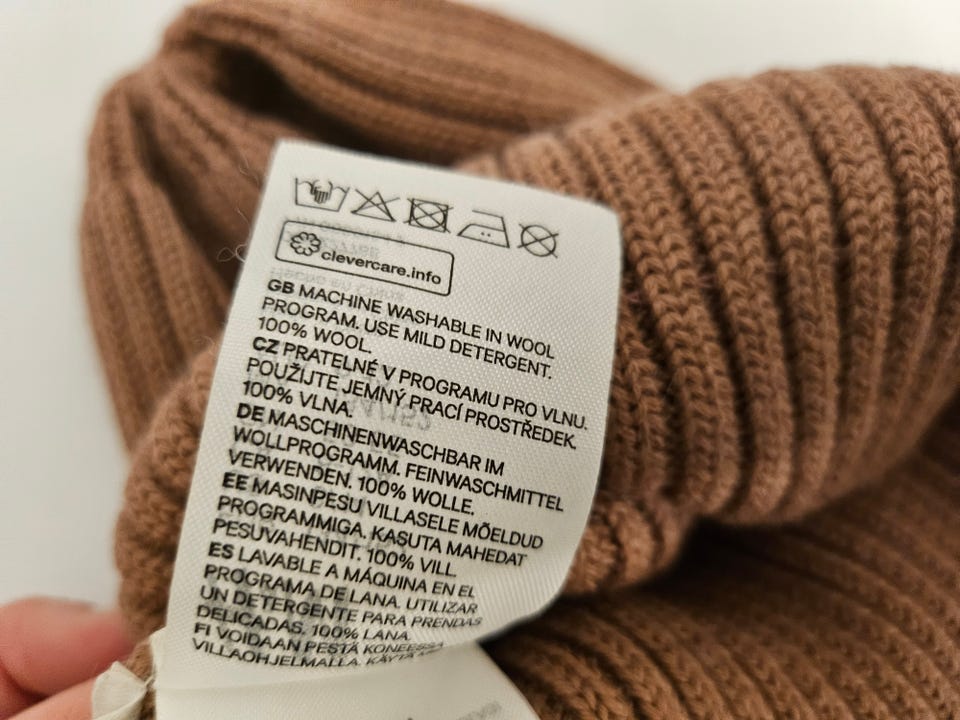 clevercare.info
GB MACHINE WASHABLE IN WOOL
PROGRAM. USE MILD DETERGENT.
100% WOOL.
CZ PRATELNÉ V PROGRAMU PRO VLNU.
POUŽIJTE JEMNÝ PRACÍ PROSTŘEDEK.
100% VLNA.
DE MASCHINENWASCHBAR IM
WOLLPROGRAMM. FEINWASCHMITTEL
VERWENDEN. 100% WOLLE.
EE MASINPESU VILLASELE MÕELDUD
PROGRAMMIGA. KASUTA MAHEDAT
PESUVAHENDIT. 100% VILL.
ES LAVABLE A MÁQUINA EN EL
PROGRAMA DE LANA. UTILIZAR
UN DETERGENTE PARA PRENDAS
DELICADAS. 100% LANA.
FI VOIDAAN PESTÄ KONEESSA
VILLAOHJELMALLA. KÄYTÄ